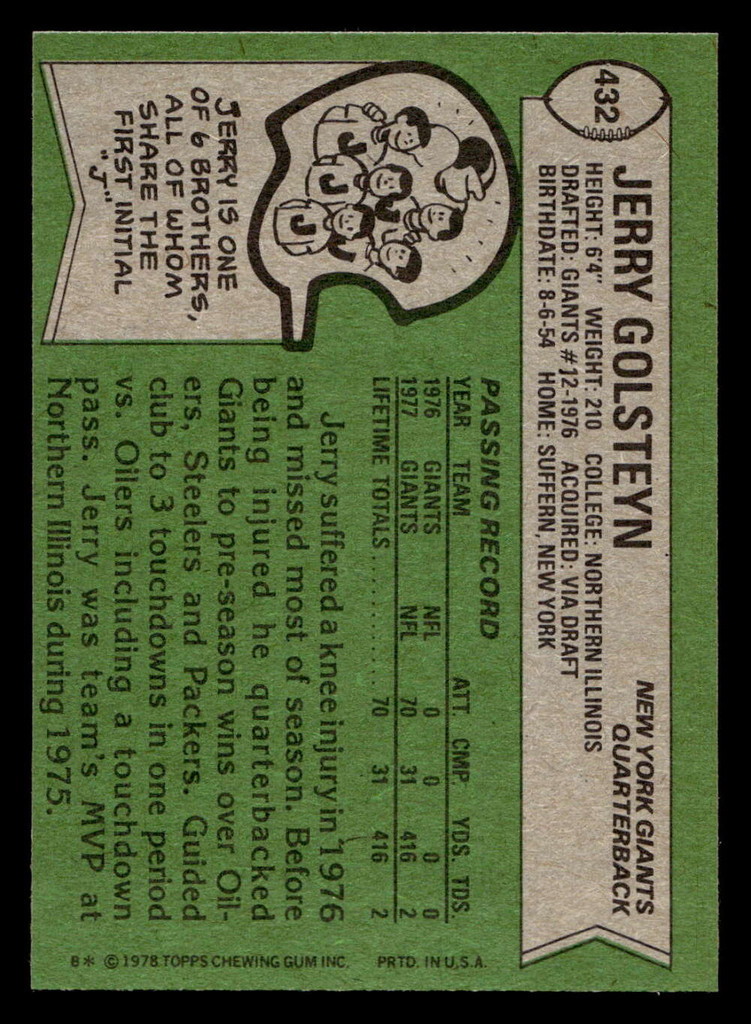 432
JERRY GOLSTEYN
NEW YORK GIANTS
QUARTERBACK
HEIGHT: 6'4" WEIGHT: 210 COLLEGE: NORTHERN ILLINOIS
DRAFTED: GIANTS #12-1976 ACQUIRED: VIA DRAFT
BIRTHDATE: 8-6-54 HOME: SUFFERN, NEW YORK
J
J
J
J
J
JERRY IS ONE
OF 6 BROTHERS,
ALL OF WHOM
SHARE THE
FIRST INITIAL
"J"
PASSING RECORD
YEAR TEAM ATT. CMP. YDS. TDS.
1976 GIANTS NFL 0 0 0 0
1977 GIANTS NFL 70 31 416 2
LIFETIME TOTALS.......... 70 31 416 2
Jerry suffered a knee injury in 1976
and missed most of season. Before
being injured he quarterbacked
Giants to pre-season wins over Oil-
ers, Steelers and Packers. Guided
club to 3 touchdowns in one period
vs. Oilers including a touchdown
pass. Jerry was team's MVP at
Northern Illinois during 1975.
B* © 1978 TOPPS CHEWING GUM INC. PRTD. IN U.S.A.